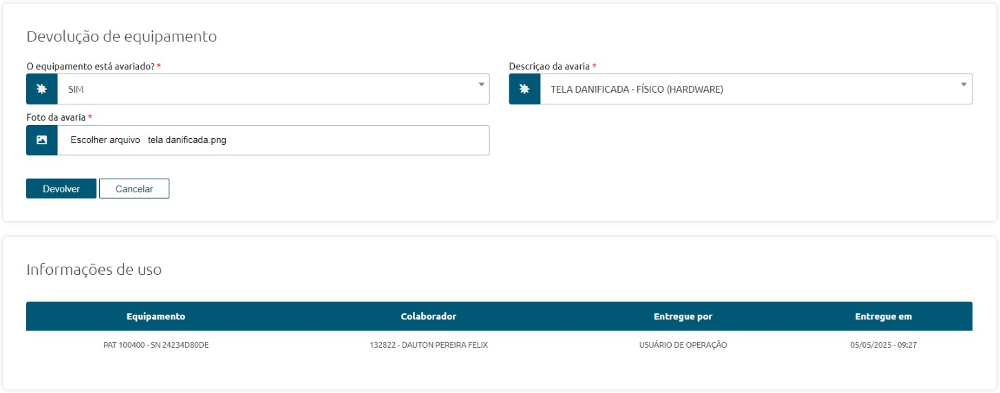 Devolução de equipamento
O equipamento está avariado? *
SIM
Descriçao da avaria *
TELA DANIFICADA - FÍSICO (HARDWARE)
Foto da avaria *
Escolher arquivo tela danificada.png
Devolver Cancelar
Informações de uso
Equipamento Colaborador Entregue por Entregue em
PAT 100400 - SN 24234D80DE 132822 - DAUTON PEREIRA FELIX USUÁRIO DE OPERAÇÃO 05/05/2025 - 09:27